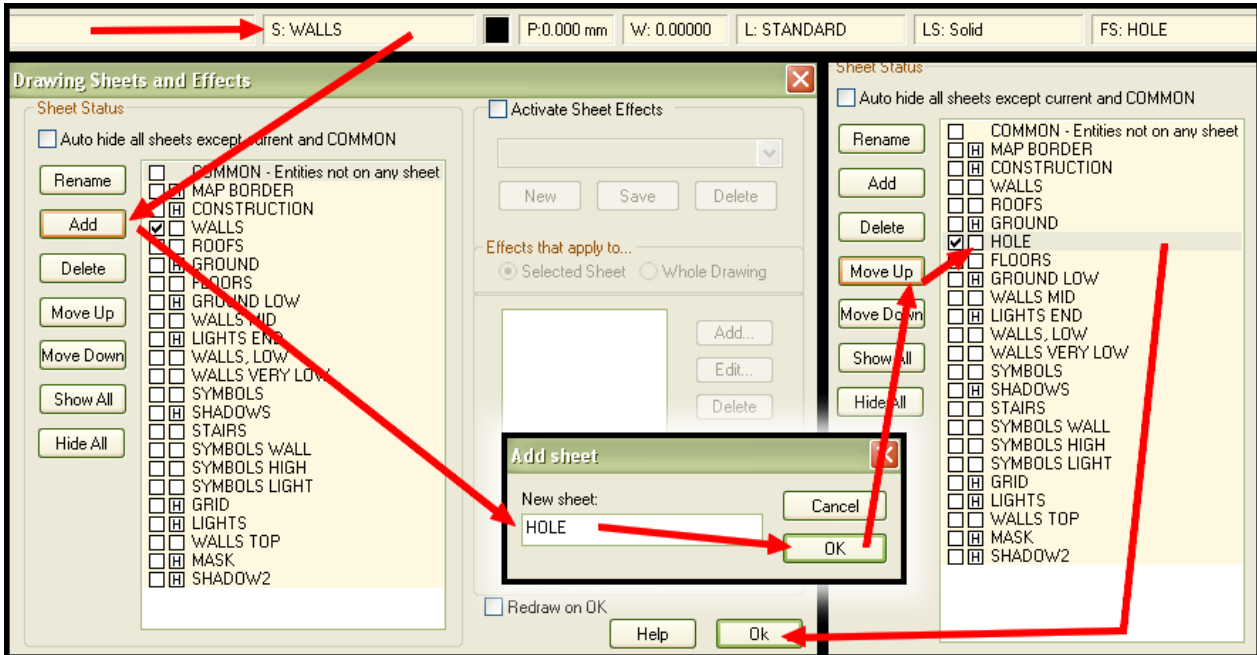 S: WALLS
P:0.000 mm
W: 0.00000
L: STANDARD
LS: Solid
FS: HOLE
Drawing Sheets and Effects
Sheet Status
Auto hide all sheets except current and COMMON
Rename
Add
Delete
Move Up
Move Down
Show All
Hide All
COMMON - Entities not on any sheet
H MAP BORDER
H CONSTRUCTION
WALLS
ROOFS
H GROUND
FLOORS
H GROUND LOW
WALLS MID
H LIGHTS END
WALLS, LOW
WALLS VERY LOW
SYMBOLS
H SHADOWS
STAIRS
SYMBOLS WALL
SYMBOLS HIGH
SYMBOLS LIGHT
H GRID
H LIGHTS
WALLS TOP
H MASK
H SHADOW2
Activate Sheet Effects
New
Save
Delete
Effects that apply to...
Selected Sheet
Whole Drawing
Add...
Edit...
Delete
Add sheet
New sheet:
HOLE
Cancel
OK
Redraw on OK
Help
Ok
Sheet Status
Auto hide all sheets except current and COMMON
Rename
Add
Delete
Move Up
Move Down
Show All
Hide All
COMMON - Entities not on any sheet
H MAP BORDER
H CONSTRUCTION
WALLS
ROOFS
H GROUND
HOLE
FLOORS
H GROUND LOW
WALLS MID
H LIGHTS END
WALLS, LOW
WALLS VERY LOW
SYMBOLS
H SHADOWS
STAIRS
SYMBOLS WALL
SYMBOLS HIGH
SYMBOLS LIGHT
H GRID
H LIGHTS
WALLS TOP
H MASK
H SHADOW2